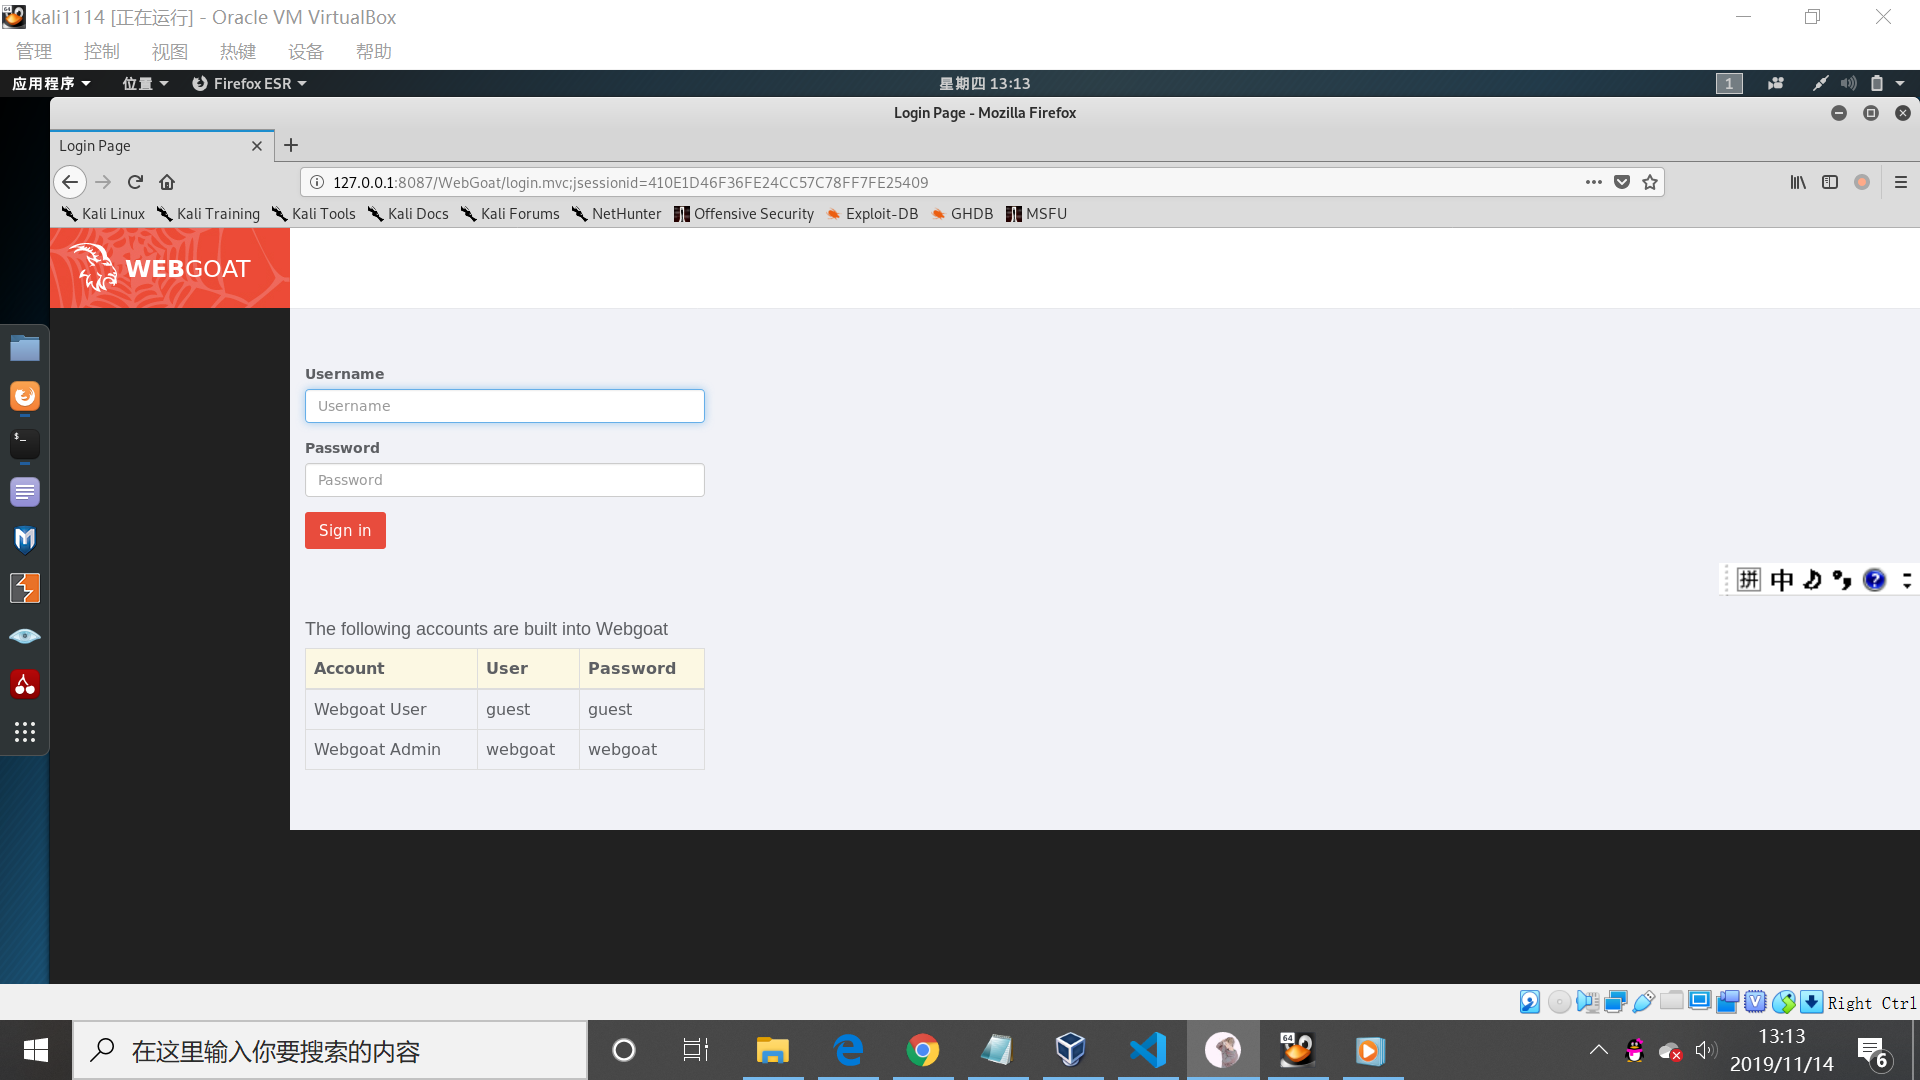 kali1114 [正在运行] - Oracle VM VirtualBox
管理 控制 视图 热键 设备 帮助
应用程序 位置 Firefox ESR 星期四 13:13 1
Login Page - Mozilla Firefox
Login Page
127.0.0.1:8087/WebGoat/login.mvc;jsessionid=410E1D46F36FE24CC57C78FF7FE25409
Kali Linux Kali Training Kali Tools Kali Docs Kali Forums NetHunter Offensive Security Exploit-DB GHDB MSFU
WEBGOAT
Username
Username
Password
Password
Sign in
拼 中
The following accounts are built into Webgoat
Account User Password
Webgoat User guest guest
Webgoat Admin webgoat webgoat
Right Ctrl
在这里输入你要搜索的内容
64
13:13
2019/11/14
6